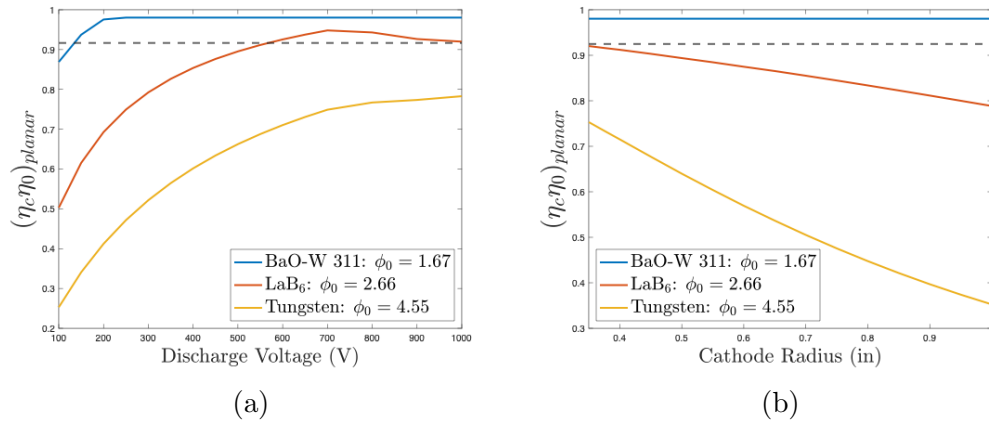 1
0.9
0.8
0.7
0.6
0.5
0.4
0.3
0.2
(η_c η_0)_planar
BaO-W 311: ϕ_0 = 1.67
LaB_6: ϕ_0 = 2.66
Tungsten: ϕ_0 = 4.55
100 200 300 400 500 600 700 800 900 1000
Discharge Voltage (V)
(a)
1
0.9
0.8
0.7
0.6
0.5
0.4
0.3
(η_c η_0)_planar
BaO-W 311: ϕ_0 = 1.67
LaB_6: ϕ_0 = 2.66
Tungsten: ϕ_0 = 4.55
0.4 0.5 0.6 0.7 0.8 0.9
Cathode Radius (in)
(b)